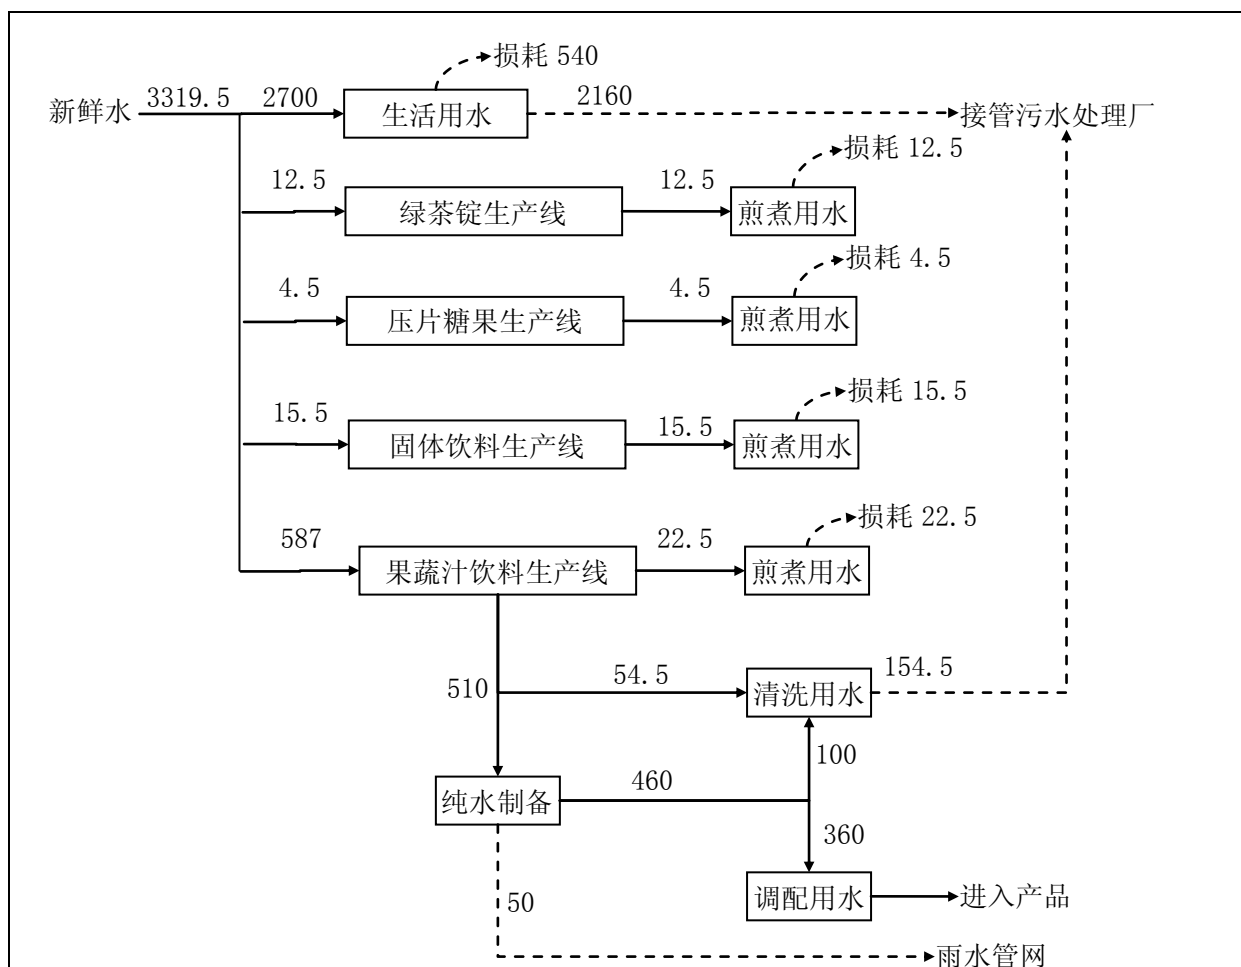 损耗 540
新鲜水
3319.5
2700
生活用水
2160
接管污水处理厂
损耗 12.5
12.5
绿茶锭生产线
12.5
煎煮用水
损耗 4.5
4.5
压片糖果生产线
4.5
煎煮用水
损耗 15.5
15.5
固体饮料生产线
15.5
煎煮用水
损耗 22.5
587
果蔬汁饮料生产线
22.5
煎煮用水
510
54.5
清洗用水
154.5
100
纯水制备
460
360
50
调配用水
进入产品
雨水管网